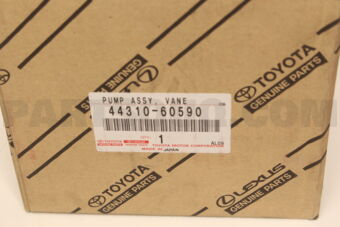 GENUINE PARTS
LEXUS
TOYOTA
GENUINE PARTS
PUMP ASSY, VANE
44310-60590
1
TOYOTA MOTOR CORPORATION
MADE IN JAPAN
TOYOTA
GENUINE PARTS
LEXUS
GENUINE PARTS